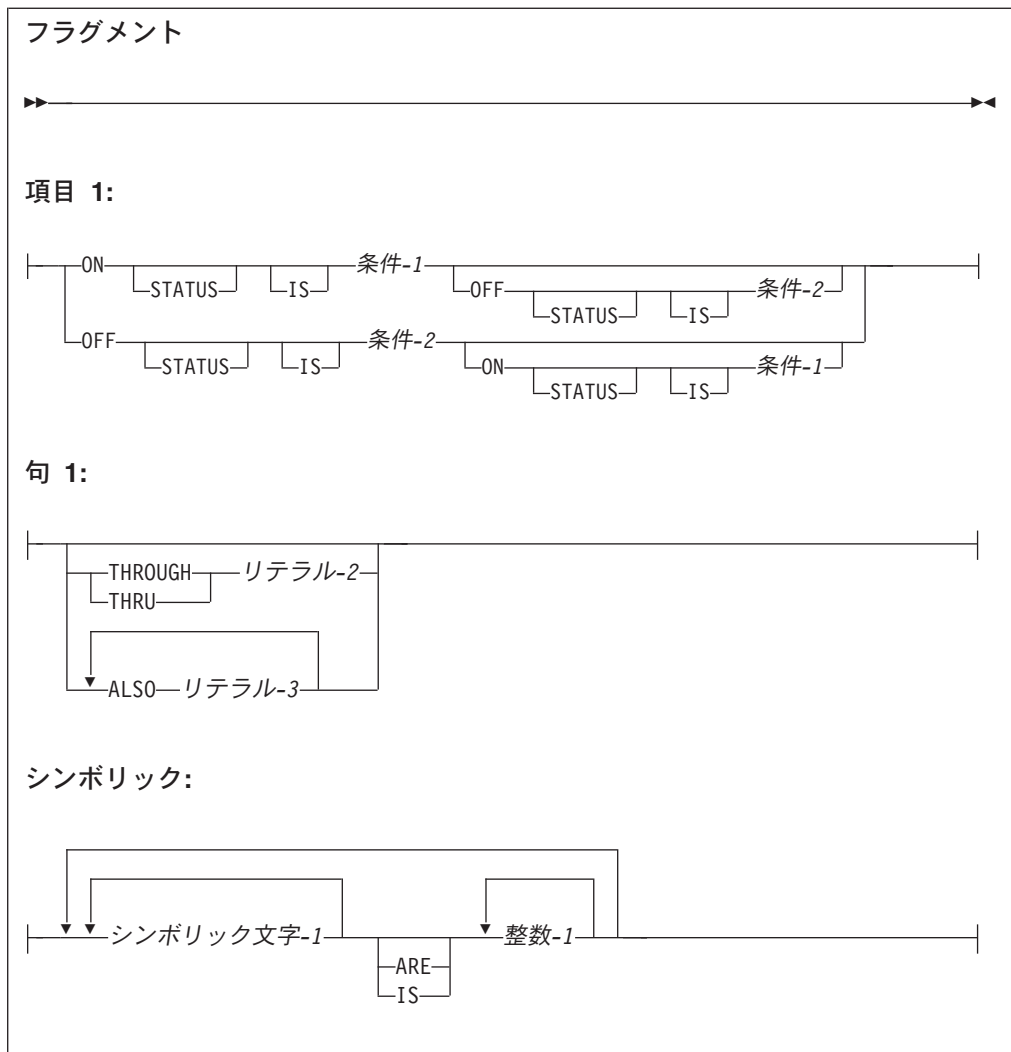 フラグメント
項目 1:
ON STATUS IS 条件-1 OFF STATUS IS 条件-2
OFF STATUS IS 条件-2 ON STATUS IS 条件-1
句 1:
THROUGH リテラル-2
THRU
ALSO リテラル-3
シンボリック:
シンボリック文字-1 整数-1
ARE
IS